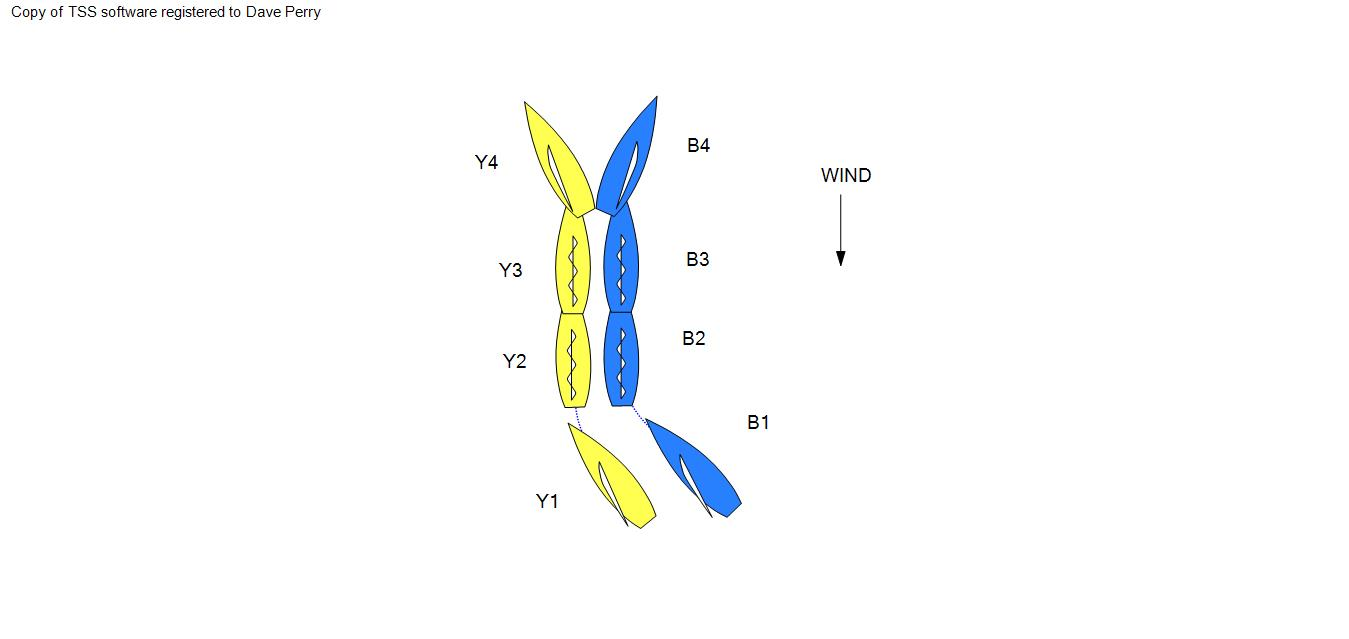 Copy of TSS software registered to Dave Perry
B4
Y4
WIND
B3
Y3
B2
Y2
B1
Y1